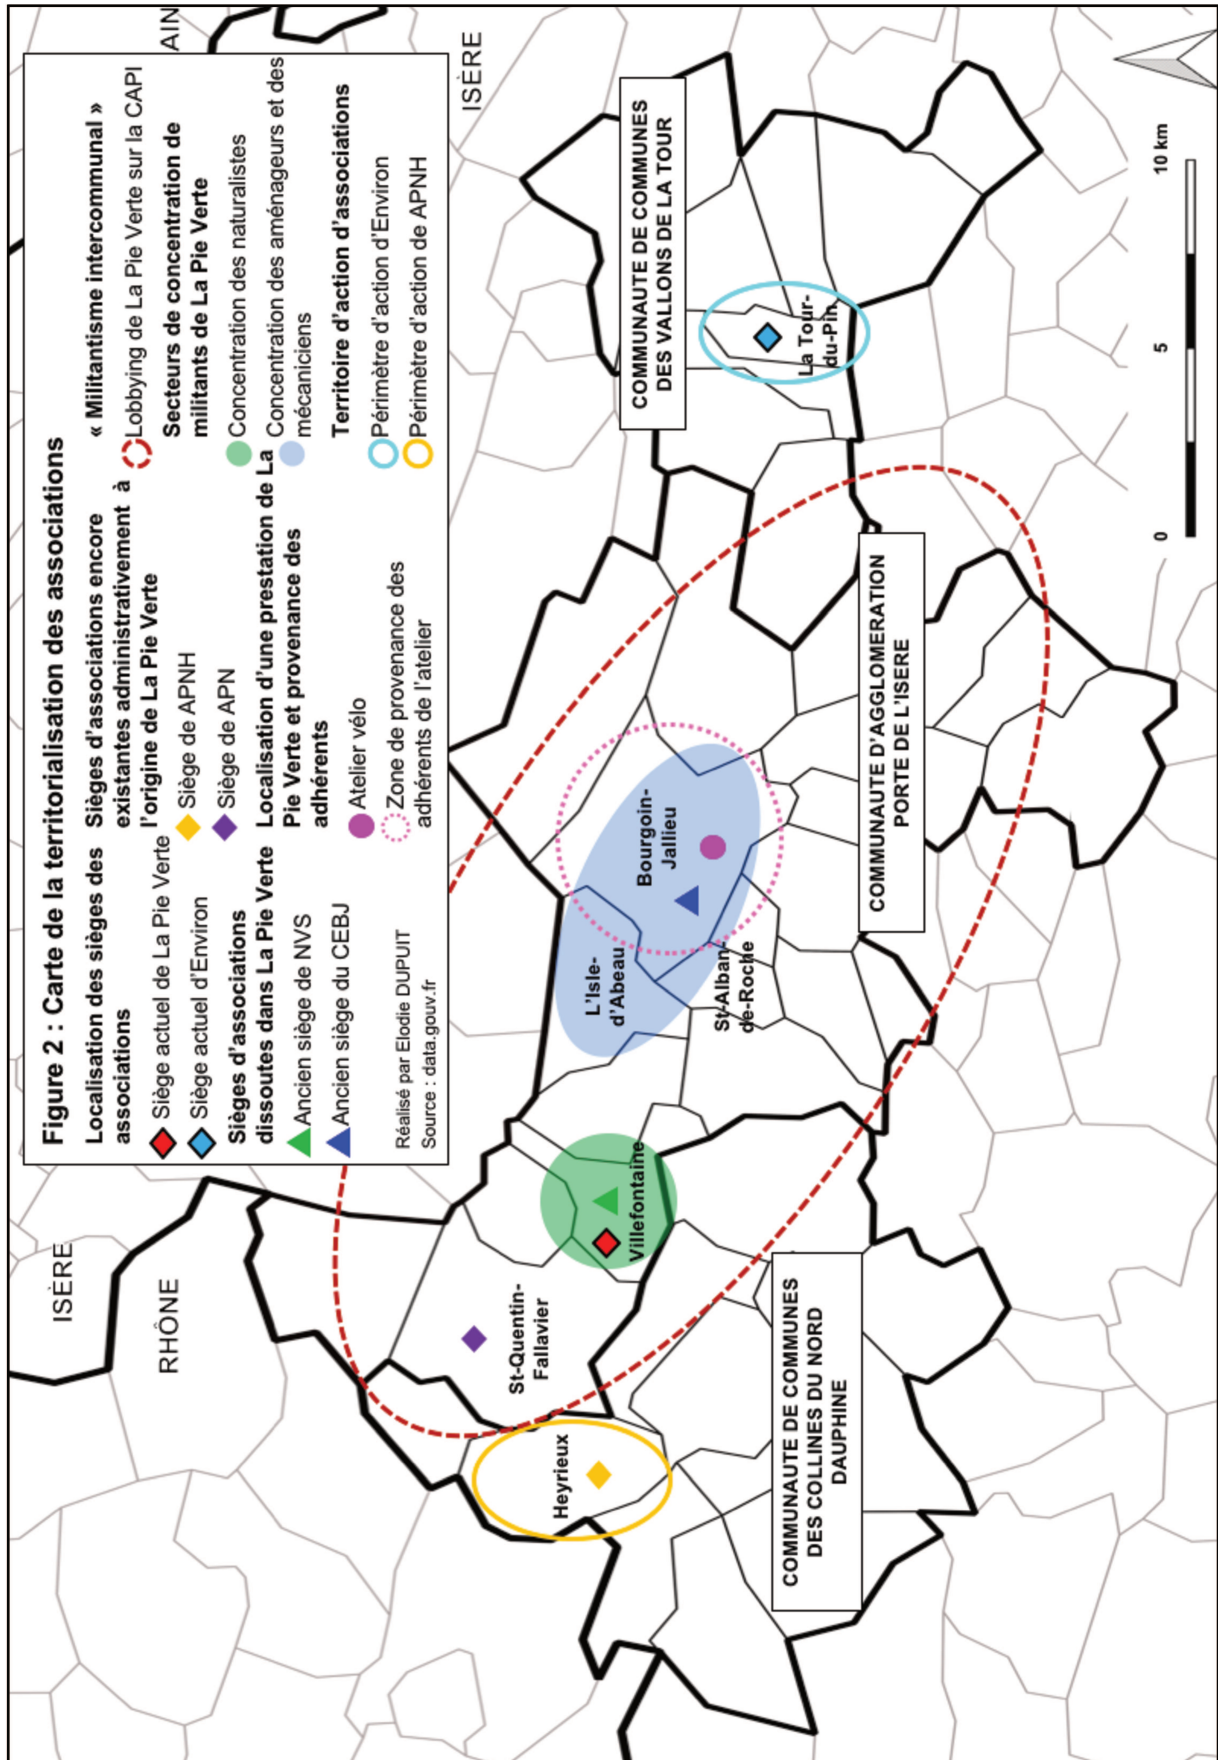 Figure 2 : Carte de la territorialisation des associations
Localisation des sièges des
associations
Siège actuel de La Pie Verte
Siège actuel d'Environ
Sièges d'associations
dissoutes dans La Pie Verte
Ancien siège de NVS
Ancien siège du CEBJ
Réalisé par Elodie DUPUIT
Source : data.gouv.fr
Sièges d'associations encore
existantes administrativement à
l'origine de La Pie Verte
Siège de APNH
Siège de APN
Localisation d'une prestation de La
Pie Verte et provenance des
adhérents
Atelier vélo
Zone de provenance des
adhérents de l'atelier
« Militantisme intercommunal »
Lobbying de La Pie Verte sur la CAPI
Secteurs de concentration de
militants de La Pie Verte
Concentration des naturalistes
Concentration des aménageurs et des
mécaniciens
Territoire d'action d'associations
Périmètre d'action d'Environ
Périmètre d'action de APNH
ISÈRE
RHÔNE
AIN
ISÈRE
St-Quentin-
Fallavier
Heyrieux
Villefontaine
L'Isle-
d'Abeau
St-Alban-
de-Roche
Bourgoin-
Jallieu
La Tour-
du-Pin
COMMUNAUTE DE COMMUNES
DES VALLONS DE LA TOUR
COMMUNAUTE D'AGGLOMERATION
PORTE DE L'ISERE
COMMUNAUTE DE COMMUNES
DES COLLINES DU NORD
DAUPHINE
0
5
10 km